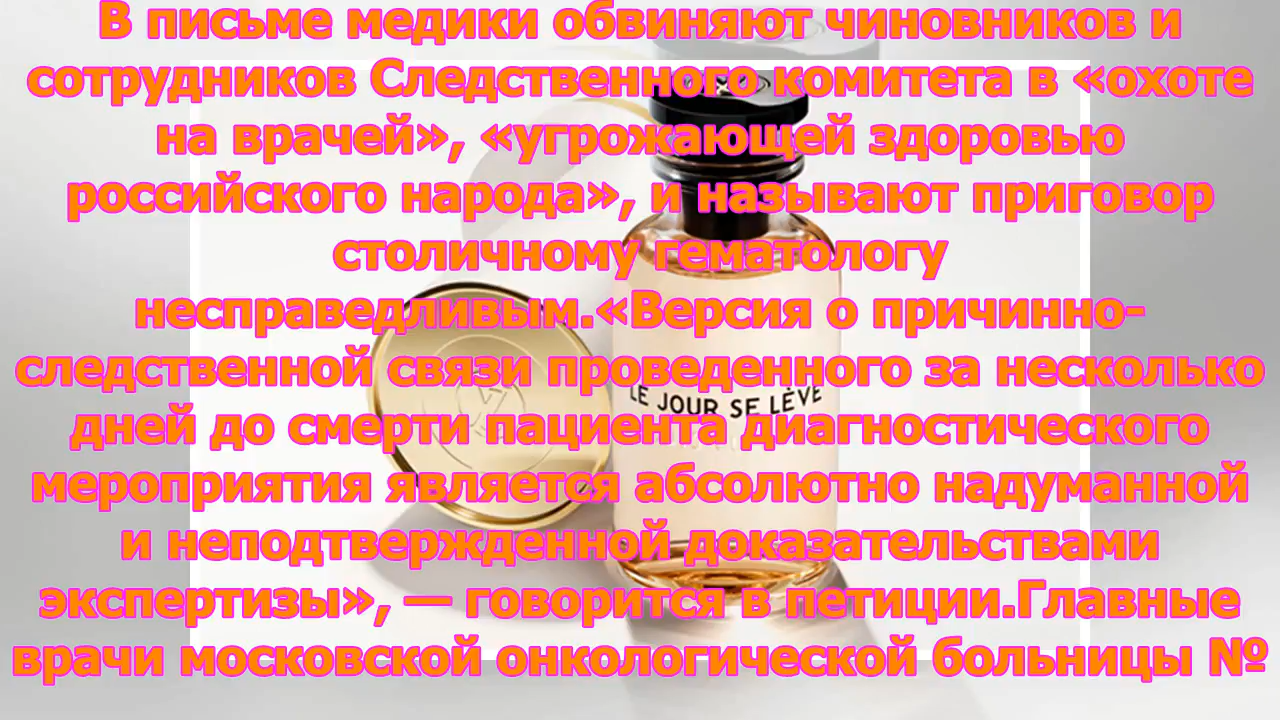 В письме медики обвиняют чиновников и
сотрудников Следственного комитета в «охоте
на врачей», «угрожающей здоровью
российского народа», и называют приговор
столичному гематологу
несправедливым.«Версия о причинно-
следственной связи проведенного за несколько
дней до смерти пациента диагностического
мероприятия является абсолютно надуманной
и неподтвержденной доказательствами
экспертизы», — говорится в петиции.Главные
врачи московской онкологической больницы №
LE JOUR SE LÈVE